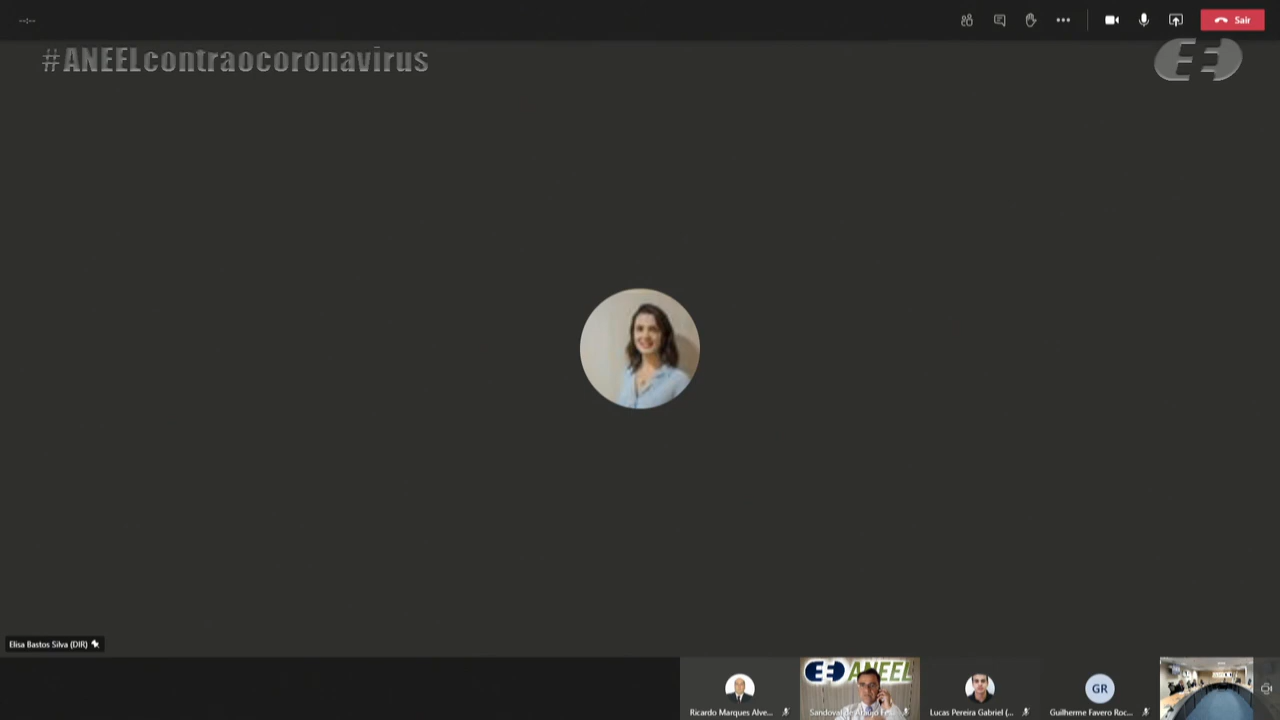 Sair
#ANEELcontraocoronavirus
Elisa Bastos Silva (DIR)
ANEEL
GR
Ricardo Marques Alve...
Lucas Pereira Gabriel (...
Guilherme Favero Roc...